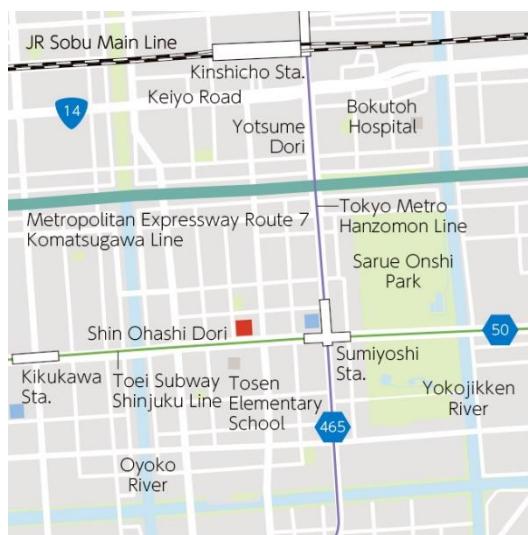 JR Sobu Main Line
Kinshicho Sta.
Keiyo Road
14
Yotsume
Dori
Bokutoh
Hospital
Metropolitan Expressway Route 7
Komatsugawa Line
Tokyo Metro
Hanzomon Line
Sarue Onshi
Park
Shin Ohashi Dori
50
Kikukawa
Sta.
Toei Subway
Shinjuku Line
Tosen
Elementary
School
Sumiyoshi
Sta.
Yokojikken
River
465
Oyoko
River